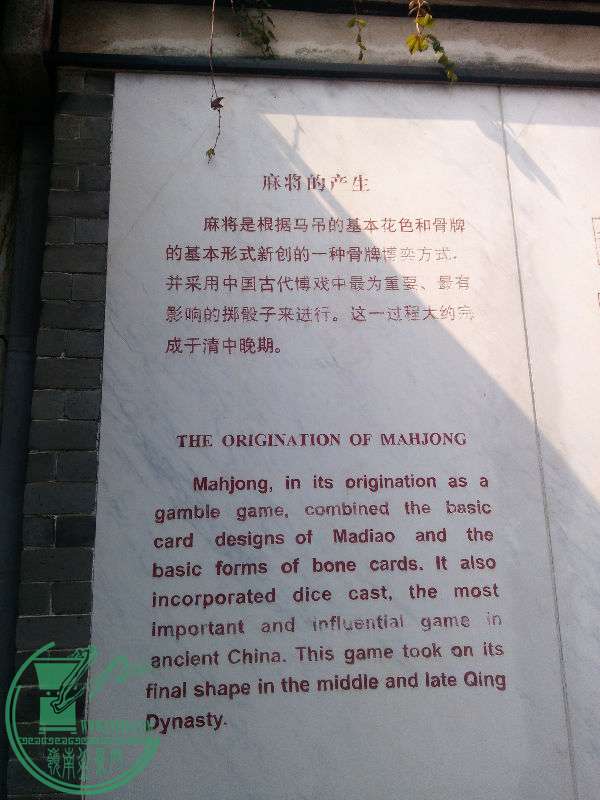 麻将的产生
麻将是根据马吊的基本花色和骨牌
的基本形式新创的一种骨牌博奕方式.
并采用中国古代博戏中最为重要、最有
影响的掷骰子来进行。这一过程大约完
成于清中晚期。
THE ORIGINATION OF MAHJONG
Mahjong, in its origination as a
gamble game, combined the basic
card designs of Madiao and the
basic forms of bone cards. It also
incorporated dice cast, the most
important and influential game in
ancient China. This game took on its
final shape in the middle and late Qing
Dynasty.